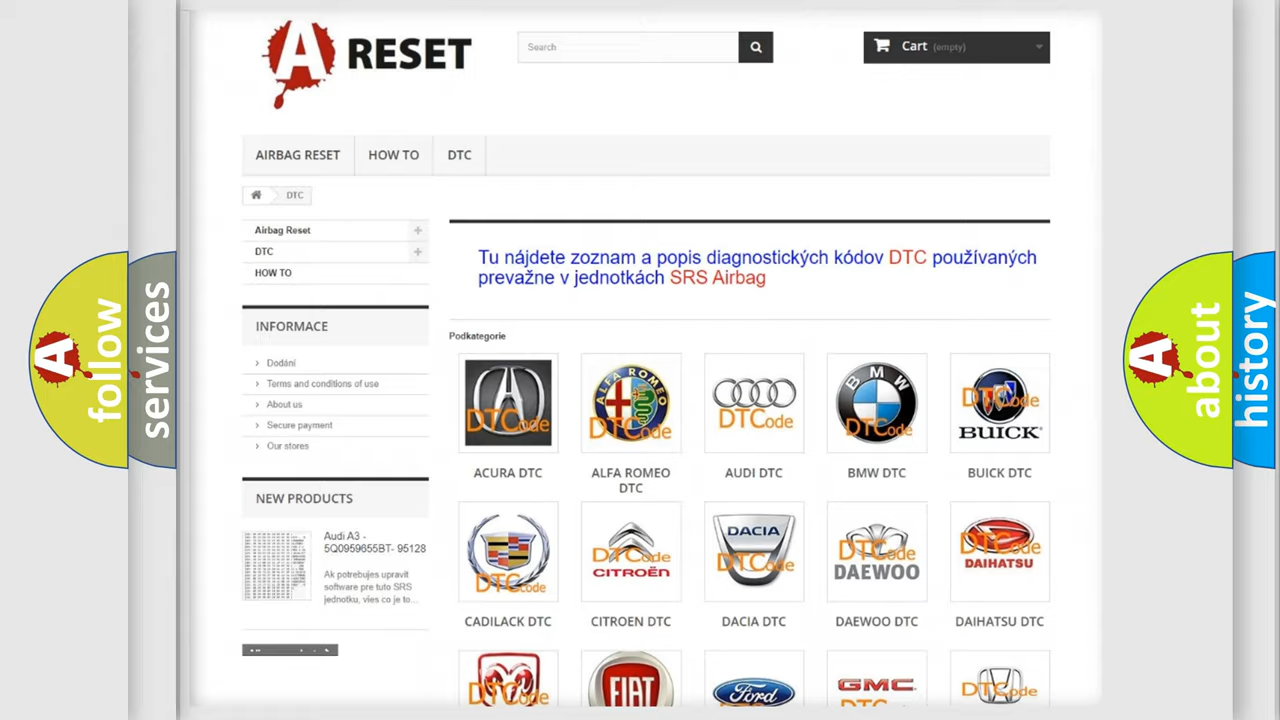 A RESET
Search
Cart (empty)
AIRBAG RESET
HOW TO
DTC
DTC
Airbag Reset
DTC
HOW TO
INFORMACE
Dodání
Terms and conditions of use
About us
Secure payment
Our stores
NEW PRODUCTS
Audi A3 -
5Q0959655BT- 95128
Ak potrebujes upravit
software pre tuto SRS
jednotku, vies co je to...
Tu nájdete zoznam a popis diagnostických kódov DTC používaných
prevažne v jednotkách SRS Airbag
Podkategorie
DTCode
ALFA ROMEO
DTCode
DTCode
BMW
DTCode
DTCode
BUICK
ACURA DTC
ALFA ROMEO
DTC
AUDI DTC
BMW DTC
BUICK DTC
DTCode
DTCode
CITROËN
DACIA
DTCode
DTCode
DAEWOO
DTCode
DAIHATSU
CADILACK DTC
CITROEN DTC
DACIA DTC
DAEWOO DTC
DAIHATSU DTC
DTCode
FIAT
Ford
GMC
DTCode
A follow
services
A about
history